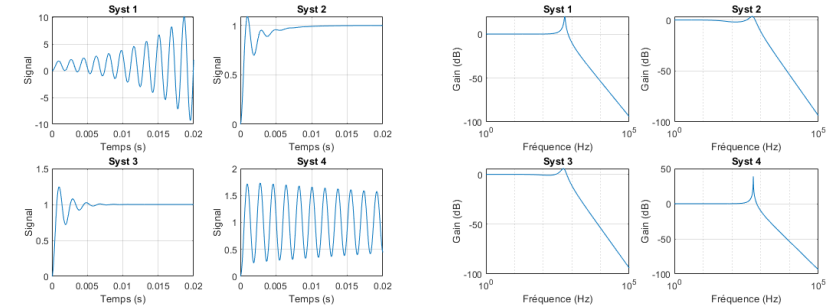 Syst 1
10
5
0
-5
-10
0 0.005 0.01 0.015 0.02
Signal
Temps (s)
Syst 2
1
0.5
0
0 0.005 0.01 0.015 0.02
Signal
Temps (s)
Syst 1
0
-50
-100
10^0 10^5
Gain (dB)
Fréquence (Hz)
Syst 2
0
-50
-100
10^0 10^5
Gain (dB)
Fréquence (Hz)
Syst 3
1.5
1
0.5
0
0 0.005 0.01 0.015 0.02
Signal
Temps (s)
Syst 4
2
1.5
1
0.5
0
0 0.005 0.01 0.015 0.02
Signal
Temps (s)
Syst 3
0
-50
-100
10^0 10^5
Gain (dB)
Fréquence (Hz)
Syst 4
50
0
-50
-100
10^0 10^5
Gain (dB)
Fréquence (Hz)